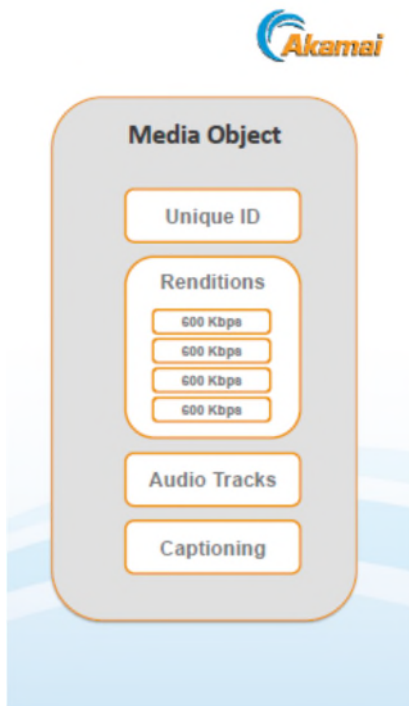 Akamai
Media Object
Unique ID
Renditions
600 Kbps
600 Kbps
600 Kbps
600 Kbps
Audio Tracks
Captioning